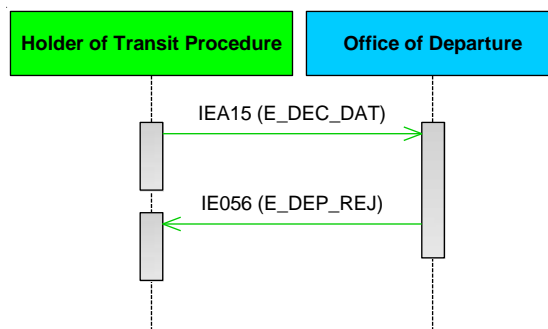 Holder of Transit Procedure
Office of Departure
IEA15 (E_DEC_DAT)
IE056 (E_DEP_REJ)